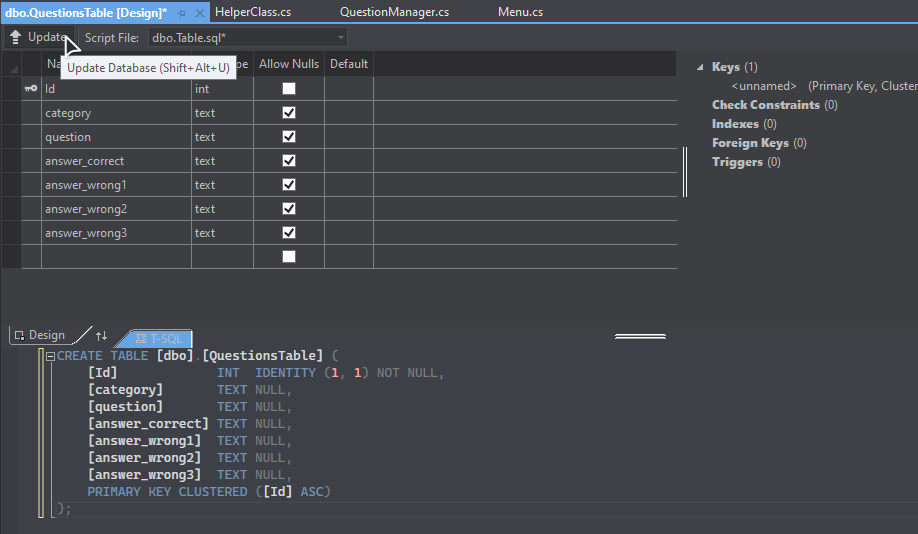 dbo.QuestionsTable [Design]* HelperClass.cs QuestionManager.cs Menu.cs
Update Script File: dbo.Table.sql*
Update Database (Shift+Alt+U)
Allow Nulls Default
Id int
category text
question text
answer_correct text
answer_wrong1 text
answer_wrong2 text
answer_wrong3 text
Keys (1)
<unnamed> (Primary Key, Cluster
Check Constraints (0)
Indexes (0)
Foreign Keys (0)
Triggers (0)
Design T-SQL
CREATE TABLE [dbo].[QuestionsTable] (
[Id] INT IDENTITY (1, 1) NOT NULL,
[category] TEXT NULL,
[question] TEXT NULL,
[answer_correct] TEXT NULL,
[answer_wrong1] TEXT NULL,
[answer_wrong2] TEXT NULL,
[answer_wrong3] TEXT NULL,
PRIMARY KEY CLUSTERED ([Id] ASC)
);